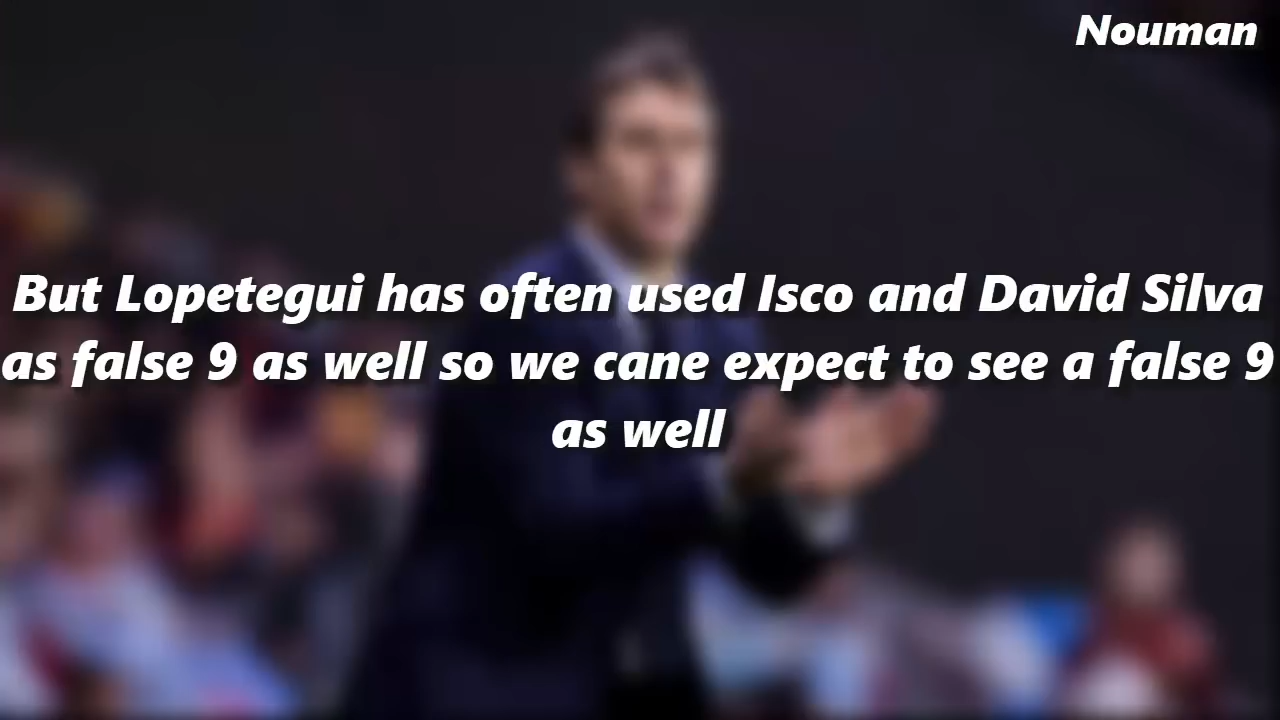 Nouman
But Lopetegui has often used Isco and David Silva
as false 9 as well so we cane expect to see a false 9
as well